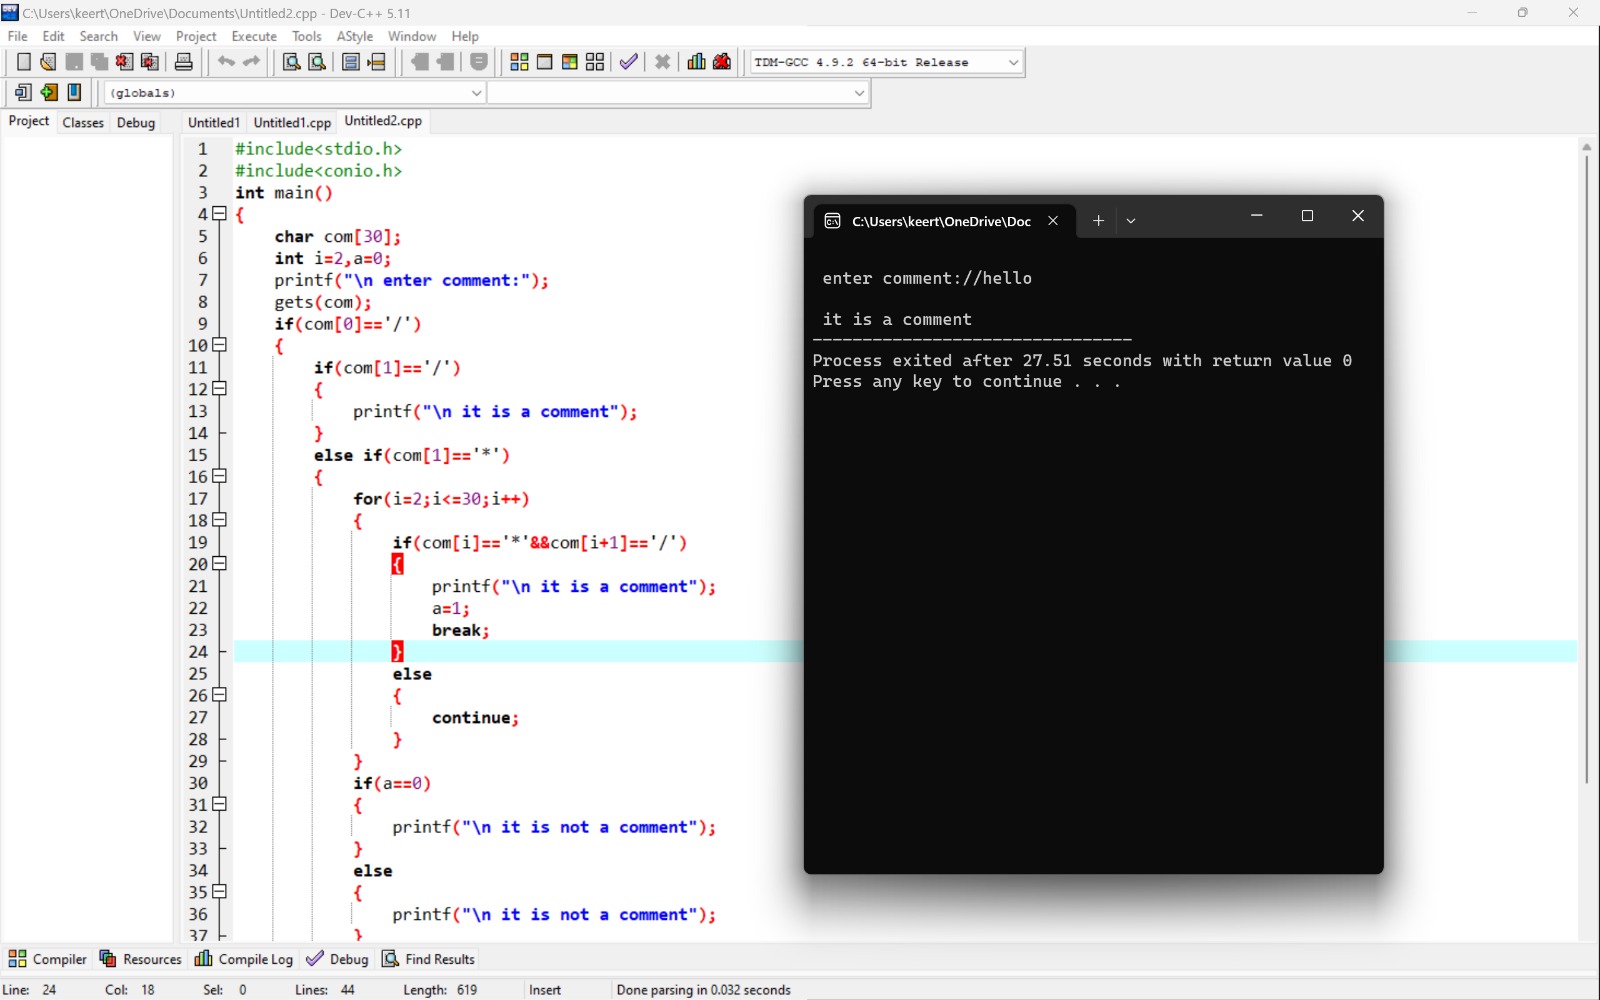 C:\Users\keert\OneDrive\Documents\Untitled2.cpp - Dev-C++ 5.11
File Edit Search View Project Execute Tools AStyle Window Help
TDM-GCC 4.9.2 64-bit Release
(globals)
Project Classes Debug
Untitled1 Untitled1.cpp Untitled2.cpp
1 #include<stdio.h>
2 #include<conio.h>
3 int main()
4 {
5 char com[30];
6 int i=2,a=0;
7 printf("\n enter comment:");
8 gets(com);
9 if(com[0]=='/')
10 {
11 if(com[1]=='/')
12 {
13 printf("\n it is a comment");
14 }
15 else if(com[1]=='*')
16 {
17 for(i=2;i<=30;i++)
18 {
19 if(com[i]=='*'&&com[i+1]=='/')
20 {
21 printf("\n it is a comment");
22 a=1;
23 break;
24 }
25 else
26 {
27 continue;
28 }
29 }
30 if(a==0)
31 {
32 printf("\n it is not a comment");
33 }
34 else
35 {
36 printf("\n it is not a comment");
37 }
C:\Users\keert\OneDrive\Doc
enter comment://hello
it is a comment
--------------------------------
Process exited after 27.51 seconds with return value 0
Press any key to continue . . .
Compiler Resources Compile Log Debug Find Results
Line: 24 Col: 18 Sel: 0 Lines: 44 Length: 619 Insert Done parsing in 0.032 seconds